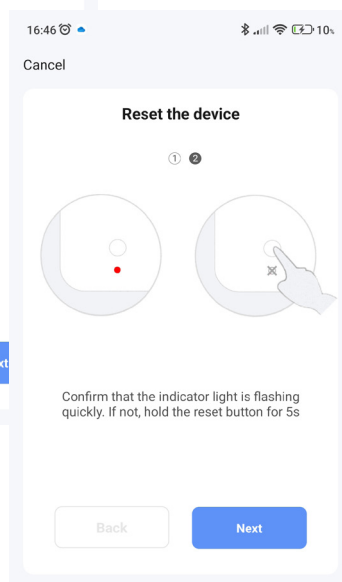 16:46
10%
Cancel
Reset the device
1 2
xt
Confirm that the indicator light is flashing
quickly. If not, hold the reset button for 5s
Back
Next